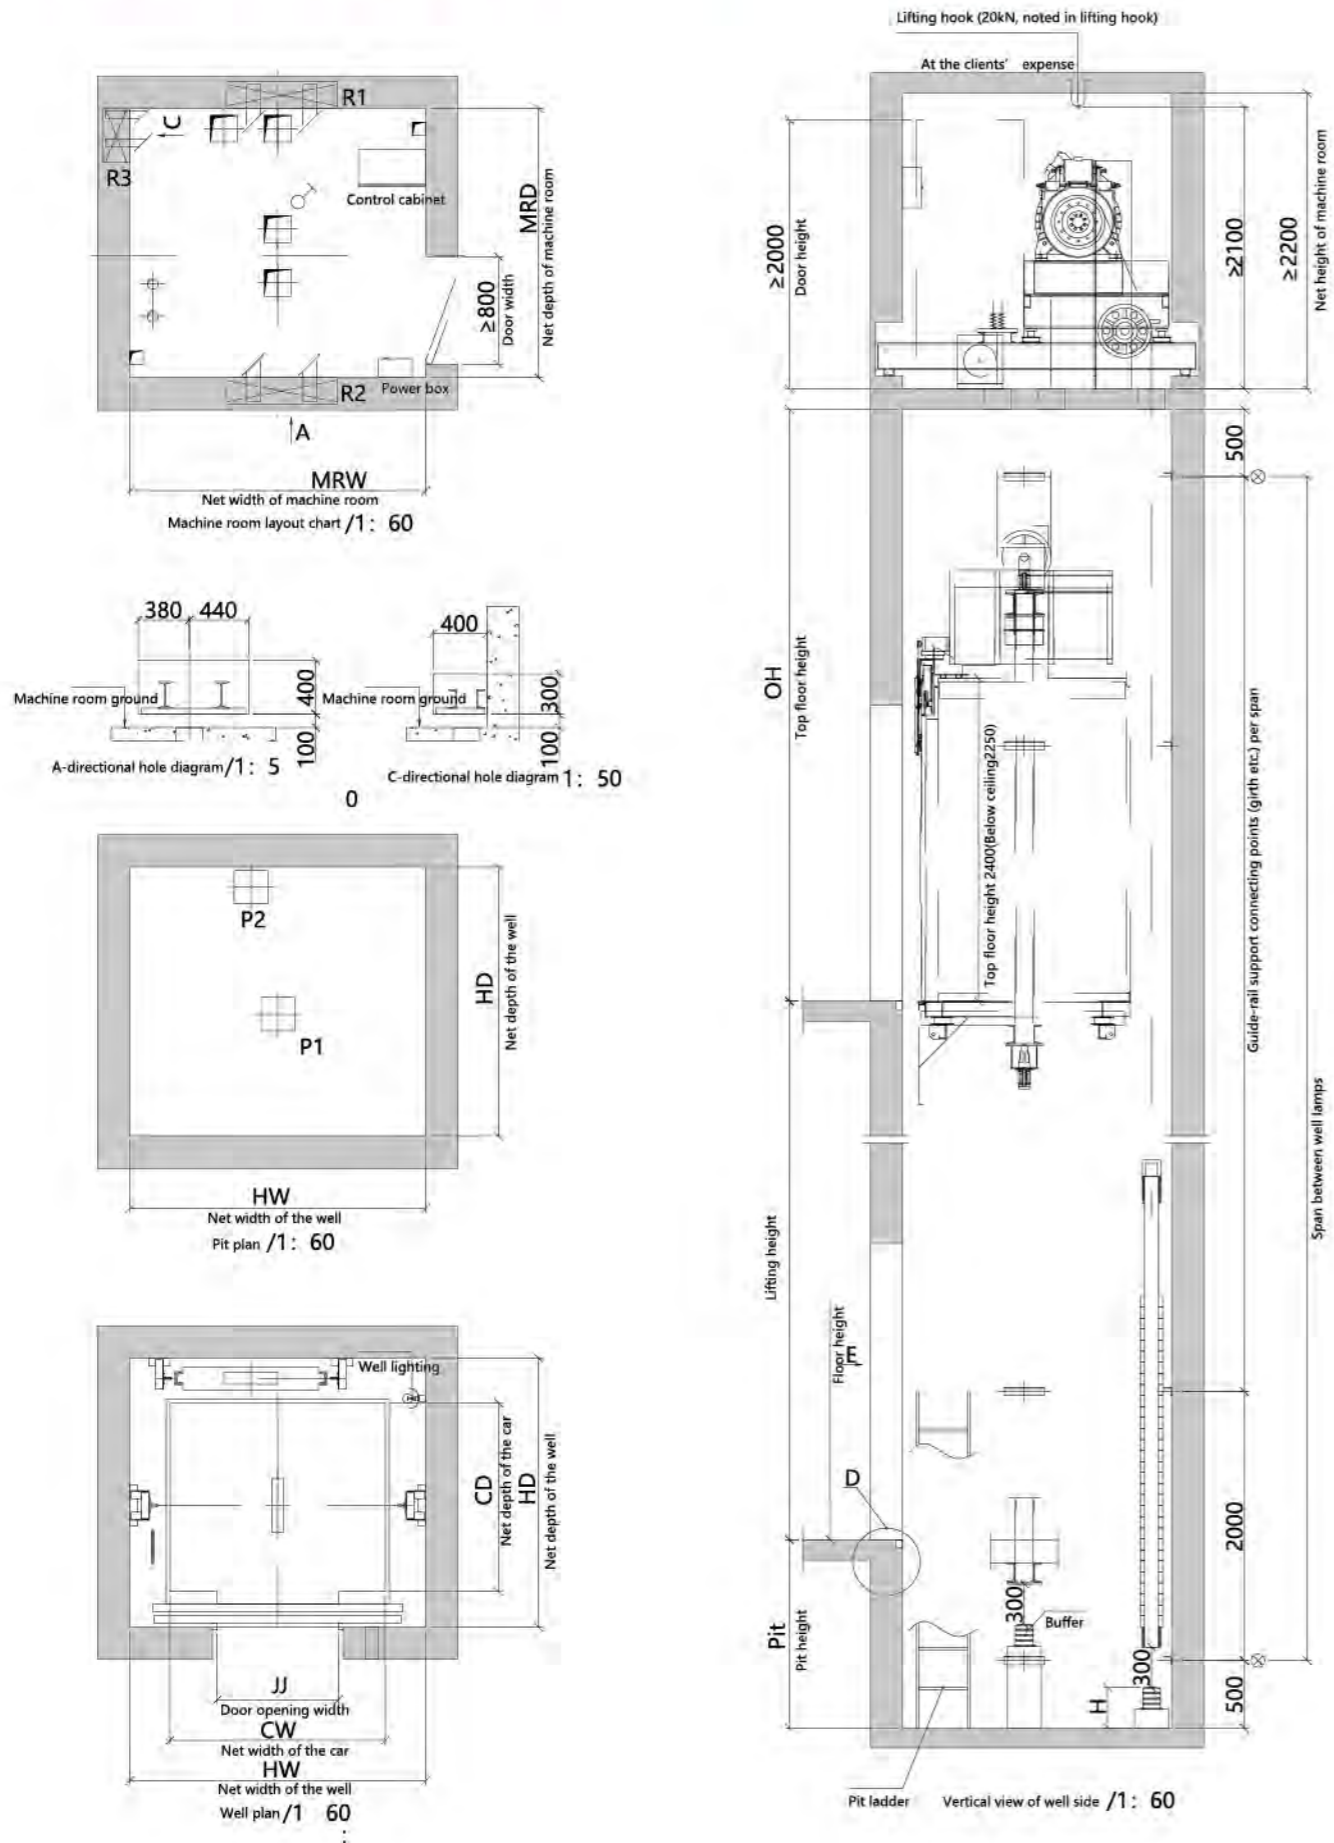 R1
C
R3
Control cabinet
MRD
Net depth of machine room
≥800
Door width
R2
Power box
A
MRW
Net width of machine room
Machine room layout chart /1: 60
380 440
400
Machine room ground
100
A-directional hole diagram /1: 5
0
400
300
Machine room ground
100
C-directional hole diagram 1: 50
P2
P1
HD
Net depth of the well
HW
Net width of the well
Pit plan /1: 60
Well lighting
CD
Net depth of the car
HD
Net depth of the well
JJ
Door opening width
CW
Net width of the car
HW
Net width of the well
Well plan /1 60
:
Lifting hook (20kN, noted in lifting hook)
At the clients' expense
≥2000
Door height
≥2100
≥2200
Net height of machine room
500
OH
Top floor height
Top floor height 2400(Below ceiling2250)
Guide-rail support connecting points (girth etc.) per span
Span between well lamps
Lifting height
Floor height
E
D
2000
300
Buffer
Pit
Pit height
300
H
500
Pit ladder
Vertical view of well side /1: 60